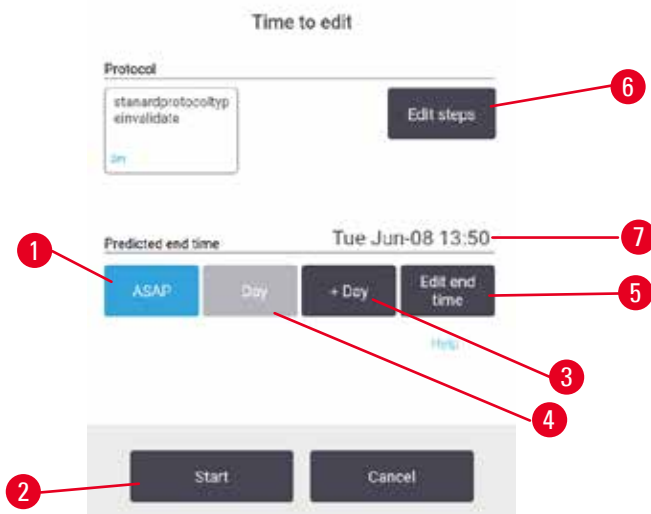 Time to edit
Protocol
stanardprotocoltyp
einvalidate
Edit steps
6
Predicted end time
Tue Jun-08 13:50
7
1
ASAP
Day
+ Day
Edit end
time
5
Help
3
4
Start
Cancel
2